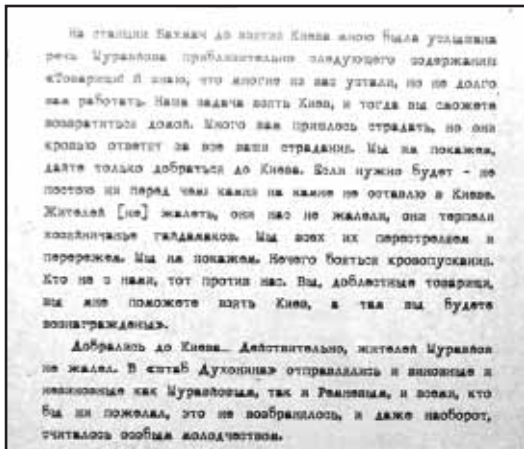 На станции Бахмач до взятия Киева мною была услышана
речь Муравьева приблизительно следующего содержания:
«Товарищи! Я знаю, что многие из вас устали, но не долго
вам работать. Наша задача взять Киев, и тогда вы сможете
возвратиться домой. Много вам пришлось страдать, но они
кровью ответят за все ваши страдания. Мы им покажем,
дайте только добраться до Киева. Если нужно будет - не
постою ни перед чем: камня на камне не оставлю в Киеве.
Жителей [не] жалеть, они нас не жалели, они терпели
хозяйничанье гайдамаков. Мы всех их перестреляем и
перережем. Мы им покажем. Нечего бояться кровопускания.
Кто не с нами, тот против нас. Вы, доблестные товарищи,
вы мне поможете взять Киев, а там вы будете
вознаграждены».
Добрались до Киева... Действительно, жителей Муравьев
не жалел. В «штаб Духонина» отправлялись и виновные и
невиновные как Муравьевым, так и Ремневым, и всеми, кто
бы ни пожелал, это не возбранялось, и даже наоборот,
считалось особым молодчеством.